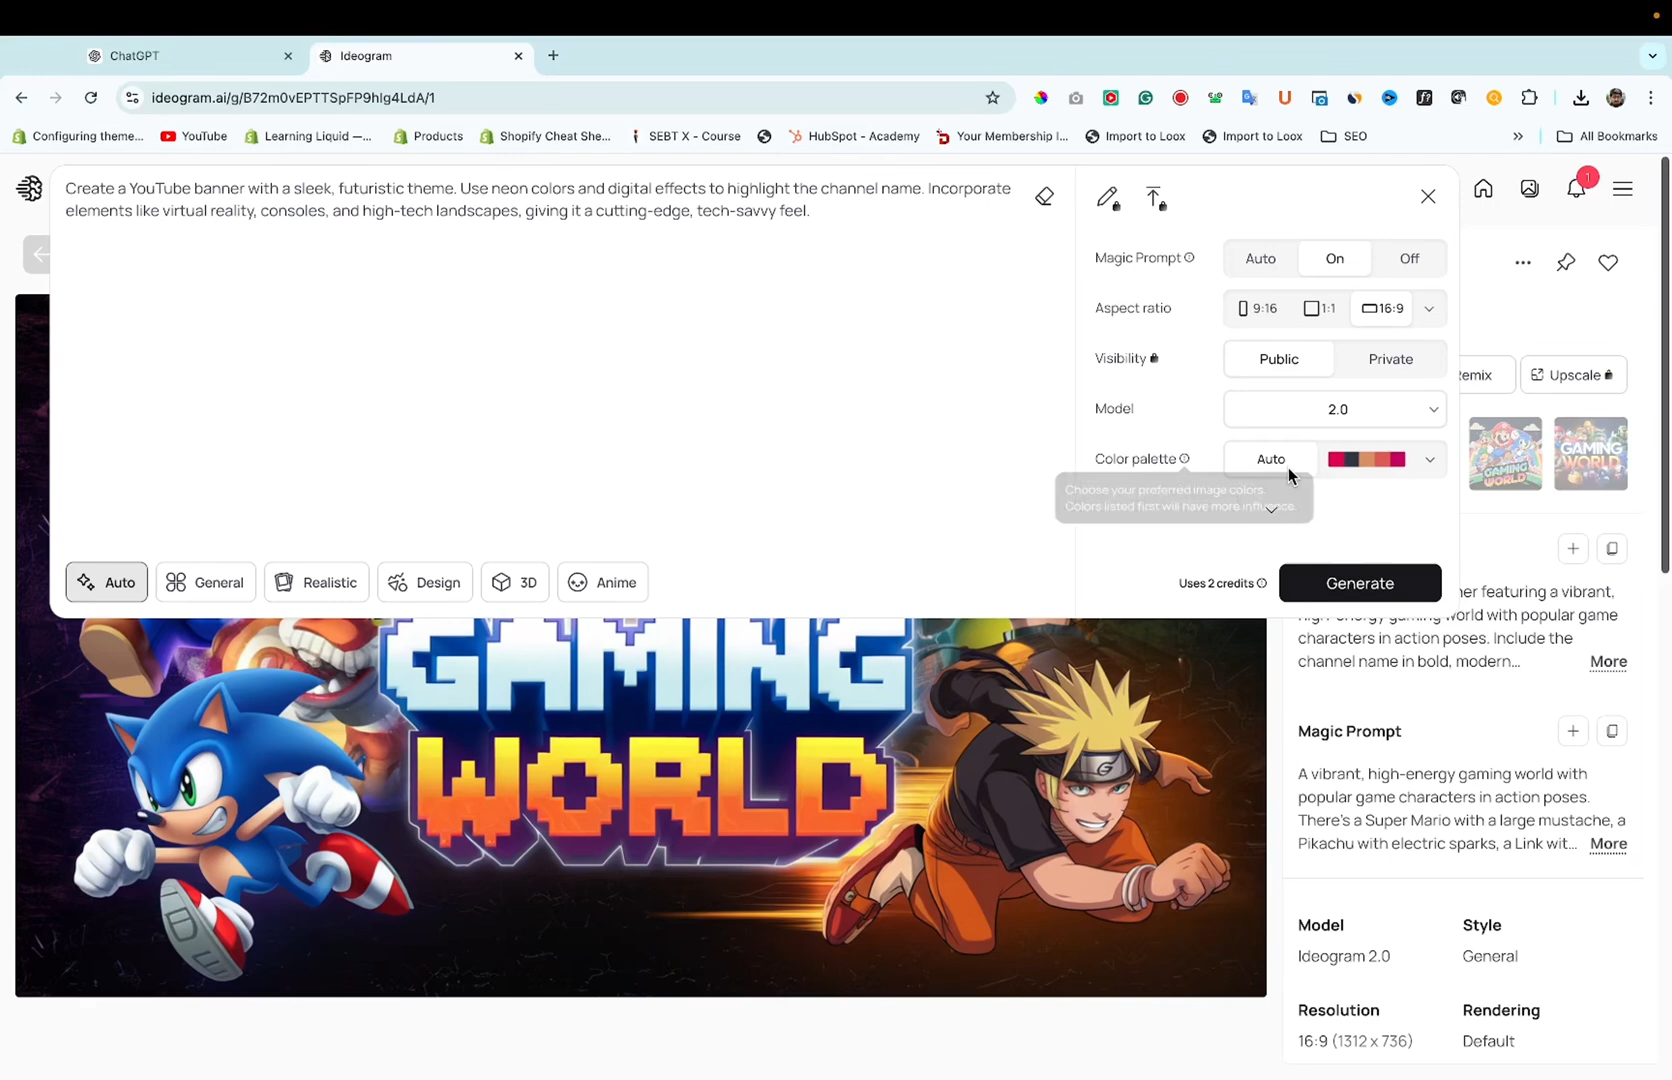 ChatGPT
Ideogram
ideogram.ai/g/B72m0vEPTTSpFP9hIg4LdA/1
Configuring theme...
YouTube
Learning Liquid —...
Products
Shopify Cheat She...
SEBT X - Course
HubSpot - Academy
Your Membership I...
Import to Loox
Import to Loox
SEO
All Bookmarks
Create a YouTube banner with a sleek, futuristic theme. Use neon colors and digital effects to highlight the channel name. Incorporate
elements like virtual reality, consoles, and high-tech landscapes, giving it a cutting-edge, tech-savvy feel.
1
Magic Prompt
Auto
On
Off
Aspect ratio
9:16
1:1
16:9
Visibility
Public
Private
Model
2.0
Color palette
Auto
Choose your preferred image colors.
Colors listed first will have more influence.
Auto
General
Realistic
Design
3D
Anime
Uses 2 credits
Generate
Remix
Upscale
GAMING
WORLD
GAMING
WORLD
GAMING
WORLD
ner featuring a vibrant,
high-energy gaming world with popular game
characters in action poses. Include the
channel name in bold, modern...
More
Magic Prompt
A vibrant, high-energy gaming world with
popular game characters in action poses.
There's a Super Mario with a large mustache, a
Pikachu with electric sparks, a Link wit...
More
Model
Style
Ideogram 2.0
General
Resolution
Rendering
16:9 (1312 x 736)
Default